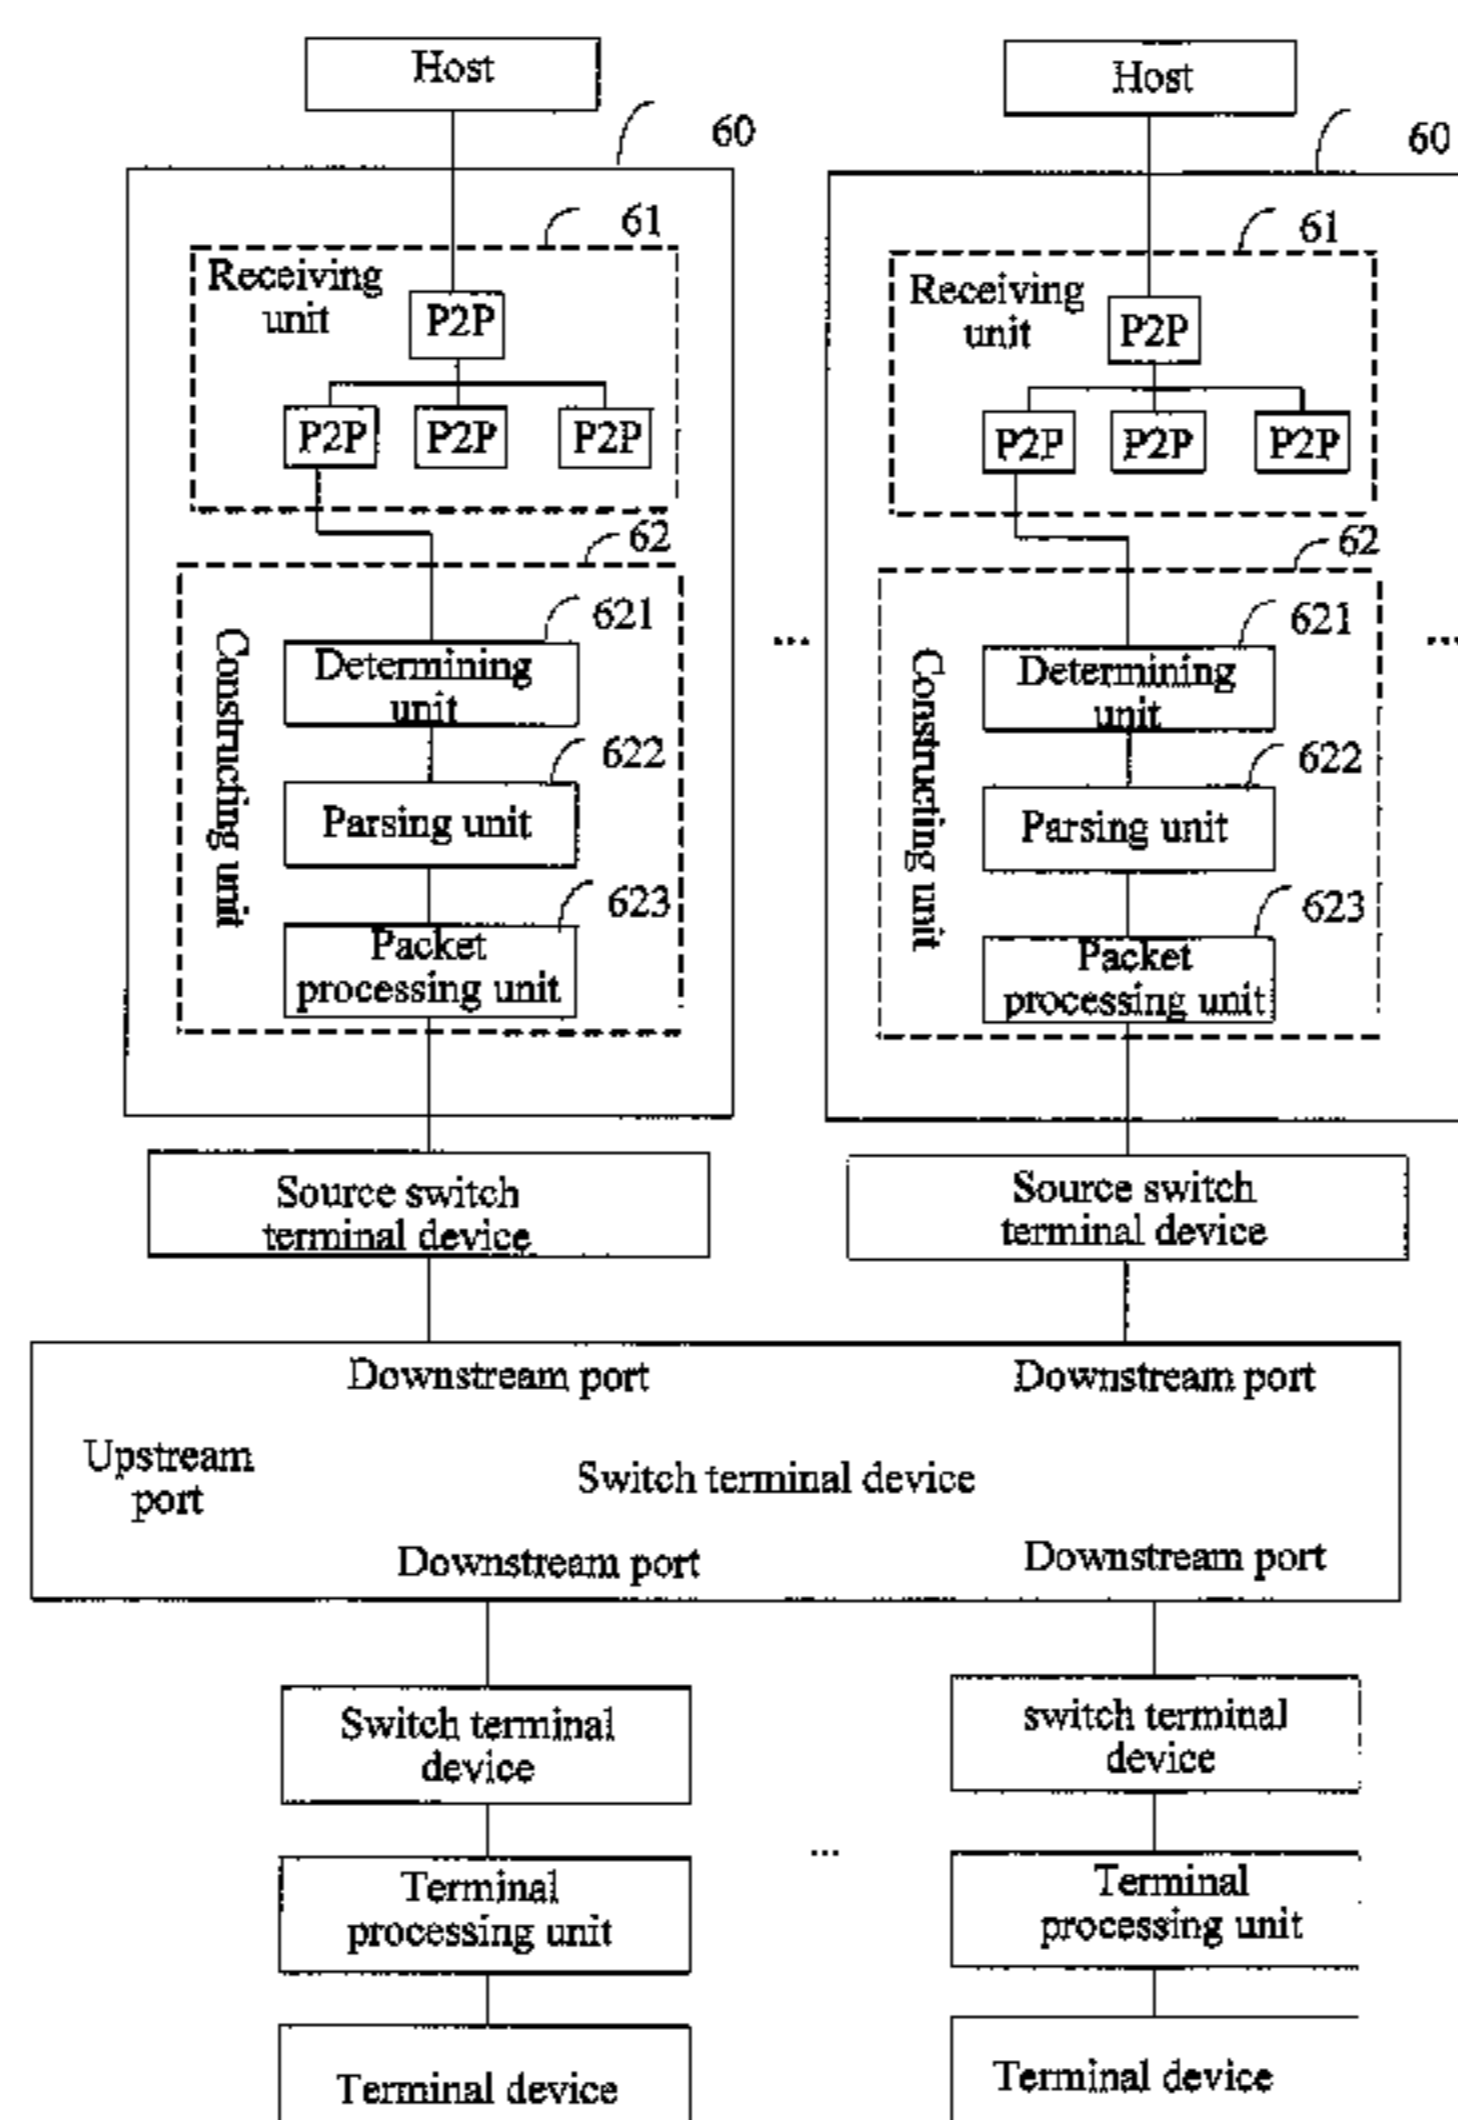 Host
60
61
Receiving
unit
P2P
P2P
P2P
P2P
62
Constructing unit
621
Determining
unit
622
Parsing unit
623
Packet
processing unit
Source switch
terminal device
...
Host
60
61
Receiving
unit
P2P
P2P
P2P
P2P
62
Constructing unit
621
Determining
unit
622
Parsing unit
623
Packet
processing unit
Source switch
terminal device
...
Downstream port
Downstream port
Upstream
port
Switch terminal device
Downstream port
Downstream port
Switch terminal
device
Terminal
processing unit
Terminal device
...
switch terminal
device
Terminal
processing unit
Terminal device